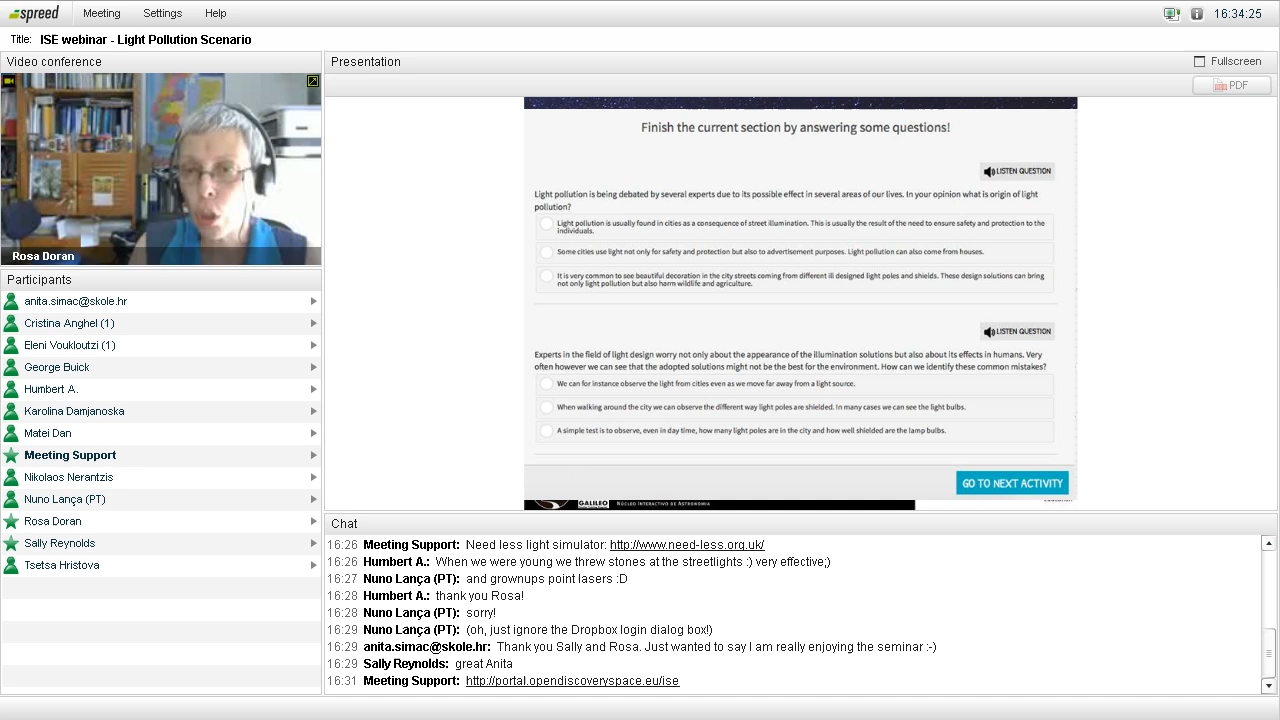 spreed Meeting Settings Help 16:34:25
Title: ISE webinar - Light Pollution Scenario
Video conference
Rosa Doran
Participants
anita.simac@skole.hr
Cristina Anghel (1)
Eleni Voukloutzi (1)
George Buica
Humbert A.
Karolina Damjanoska
Matei Dan
Meeting Support
Nikolaos Nerantzis
Nuno Lança (PT)
Rosa Doran
Sally Reynolds
Tsetsa Hristova
Presentation Fullscreen
PDF
Finish the current section by answering some questions!
LISTEN QUESTION
Light pollution is being debated by several experts due to its possible effect in several areas of our lives. In your opinion what is origin of light
pollution?
Light pollution is usually found in cities as a consequence of street illumination. This is usually the result of the need to ensure safety and protection to the
individuals.
Some cities use light not only for safety and protection but also to advertisement purposes. Light pollution can also come from houses.
It is very common to see beautiful decoration in the city streets coming from different ill designed light poles and shields. These design solutions can bring
not only light pollution but also harm wildlife and agriculture.
LISTEN QUESTION
Experts in the field of light design worry not only about the appearance of the illumination solutions but also about its effects in humans. Very
often however we can see that the adopted solutions might not be the best for the environment. How can we identify these common mistakes?
We can for instance observe the light from cities even as we move far away from a light source.
When walking around the city we can observe the different way light poles are shielded. In many cases we can see the light bulbs.
A simple test is to observe, even in day time, how many light poles are in the city and how well shielded are the lamp bulbs.
GO TO NEXT ACTIVITY
GALILEO NÚCLEO INTERACTIVO DE ASTRONOMIA
Chat
16:26 Meeting Support: Need less light simulator: http://www.need-less.org.uk/
16:26 Humbert A.: When we were young we threw stones at the streetlights :) very effective;)
16:27 Nuno Lança (PT): and grownups point lasers :D
16:28 Humbert A.: thank you Rosa!
16:28 Nuno Lança (PT): sorry!
16:29 Nuno Lança (PT): (oh, just ignore the Dropbox login dialog box!)
16:29 anita.simac@skole.hr: Thank you Sally and Rosa. Just wanted to say I am really enjoying the seminar :-)
16:29 Sally Reynolds: great Anita
16:31 Meeting Support: http://portal.opendiscoveryspace.eu/ise